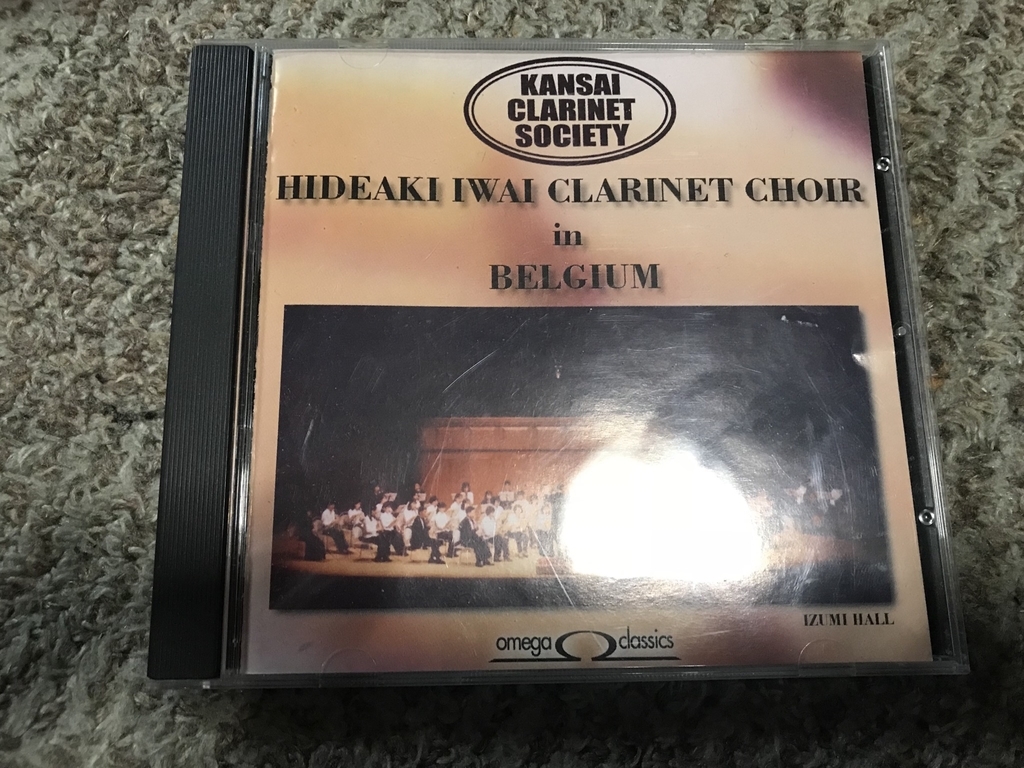 KANSAI
CLARINET
SOCIETY
HIDEAKI IWAI CLARINET CHOIR
in
BELGIUM
IZUMI HALL
omega classics